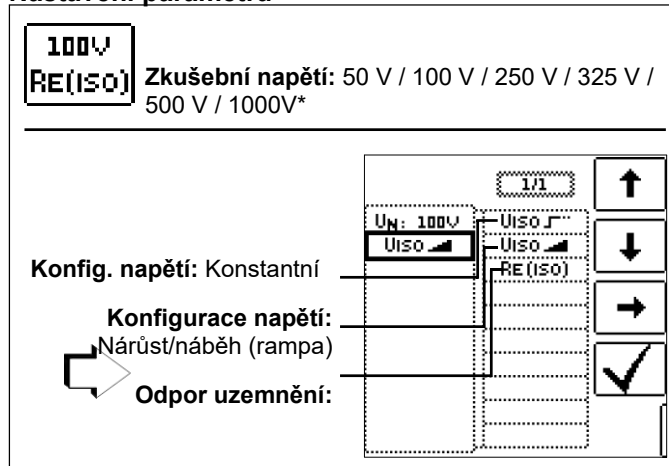 Nastavení parametrů
100V
RE(ISO)
Zkušební napětí: 50 V / 100 V / 250 V / 325 V /
500 V / 1000V*
1/1
UN: 100V
UISO
UISO
UISO
RE(ISO)
Konfig. napětí: Konstantní
Konfigurace napětí:
Nárůst/náběh (rampa)
Odpor uzemnění: